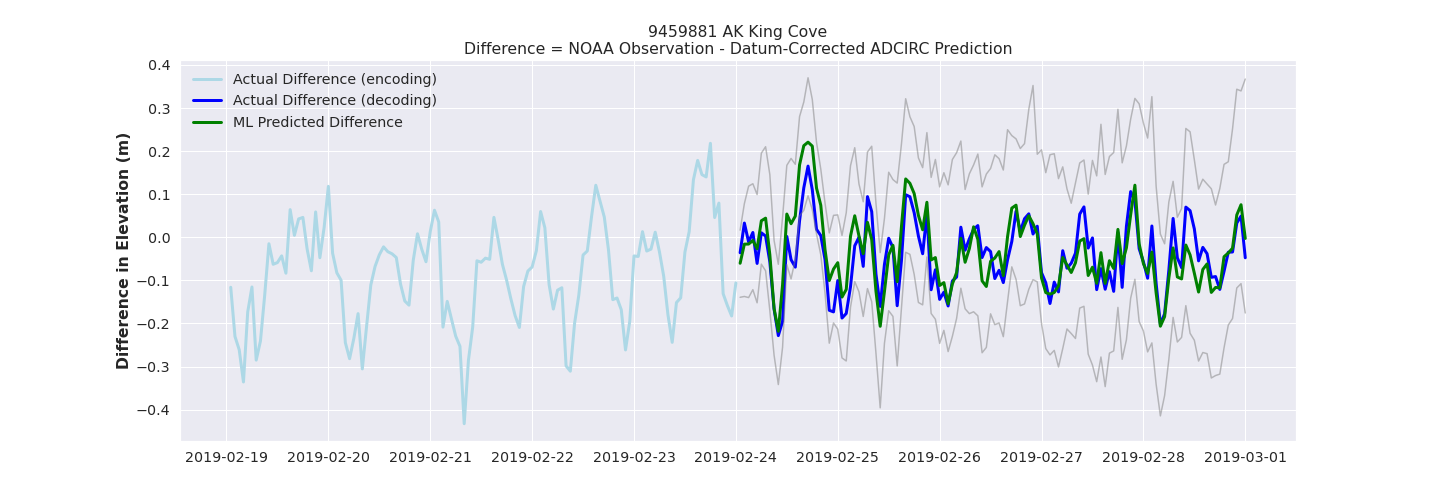 9459881 AK King Cove
Difference = NOAA Observation - Datum-Corrected ADCIRC Prediction
Difference in Elevation (m)
0.4
0.3
0.2
0.1
0.0
−0.1
−0.2
−0.3
−0.4
Actual Difference (encoding)
Actual Difference (decoding)
ML Predicted Difference
2019-02-19 2019-02-20 2019-02-21 2019-02-22 2019-02-23 2019-02-24 2019-02-25 2019-02-26 2019-02-27 2019-02-28 2019-03-01